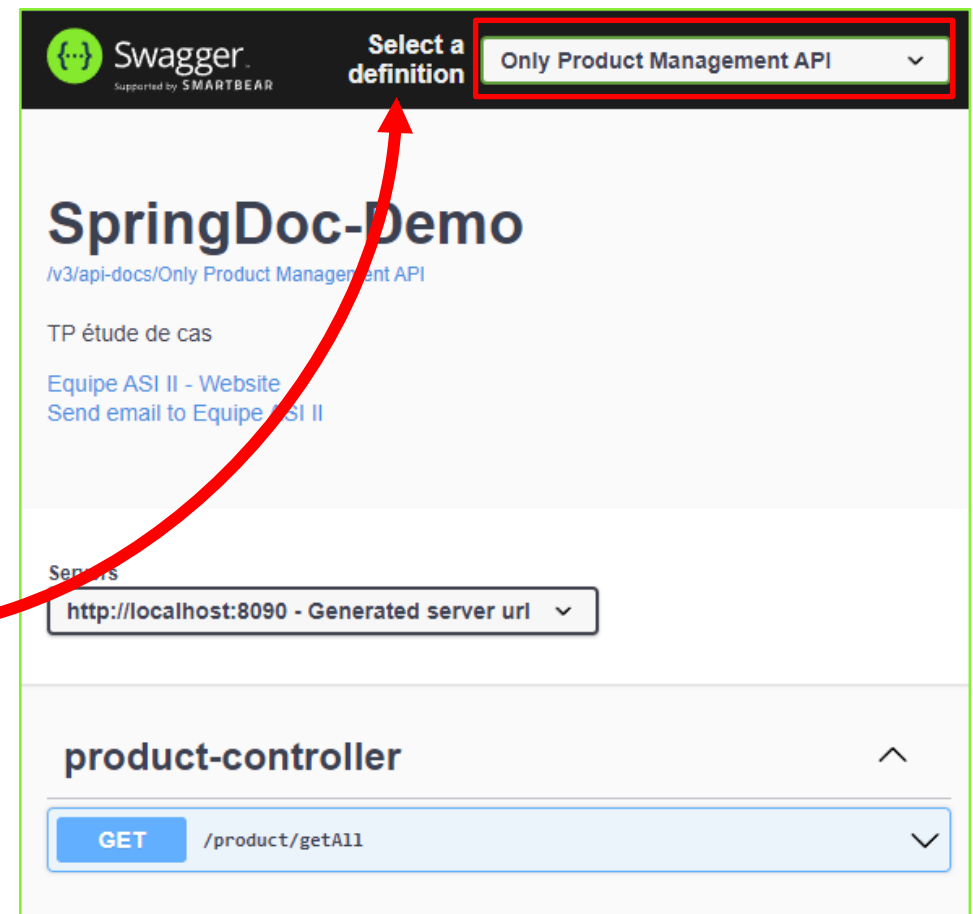 {···} Swagger.
Supported by SMARTBEAR
Select a
definition
Only Product Management API
SpringDoc-Demo
/v3/api-docs/Only Product Management API
TP étude de cas
Equipe ASI II - Website
Send email to Equipe ASI II
Servers
http://localhost:8090 - Generated server url
product-controller
GET /product/getAll